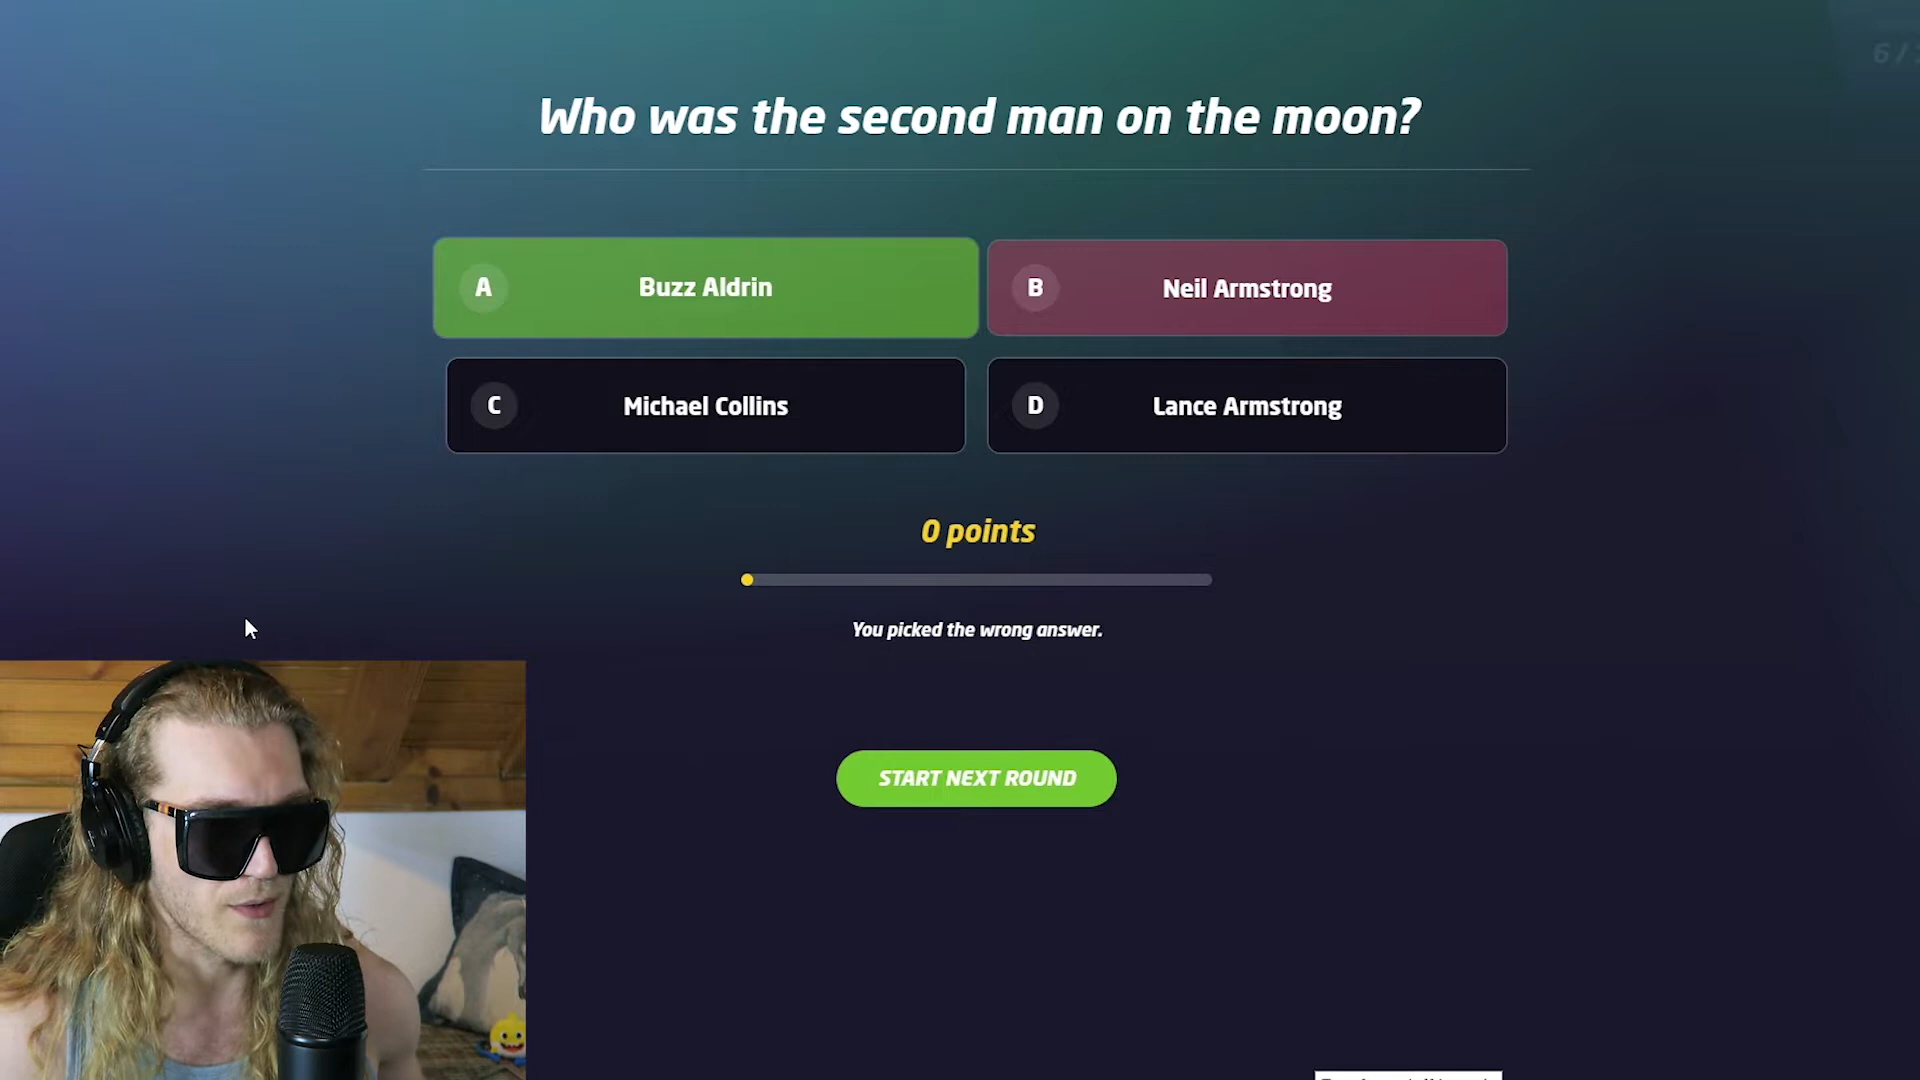 6 /
Who was the second man on the moon?
A Buzz Aldrin
B Neil Armstrong
C Michael Collins
D Lance Armstrong
0 points
You picked the wrong answer.
START NEXT ROUND